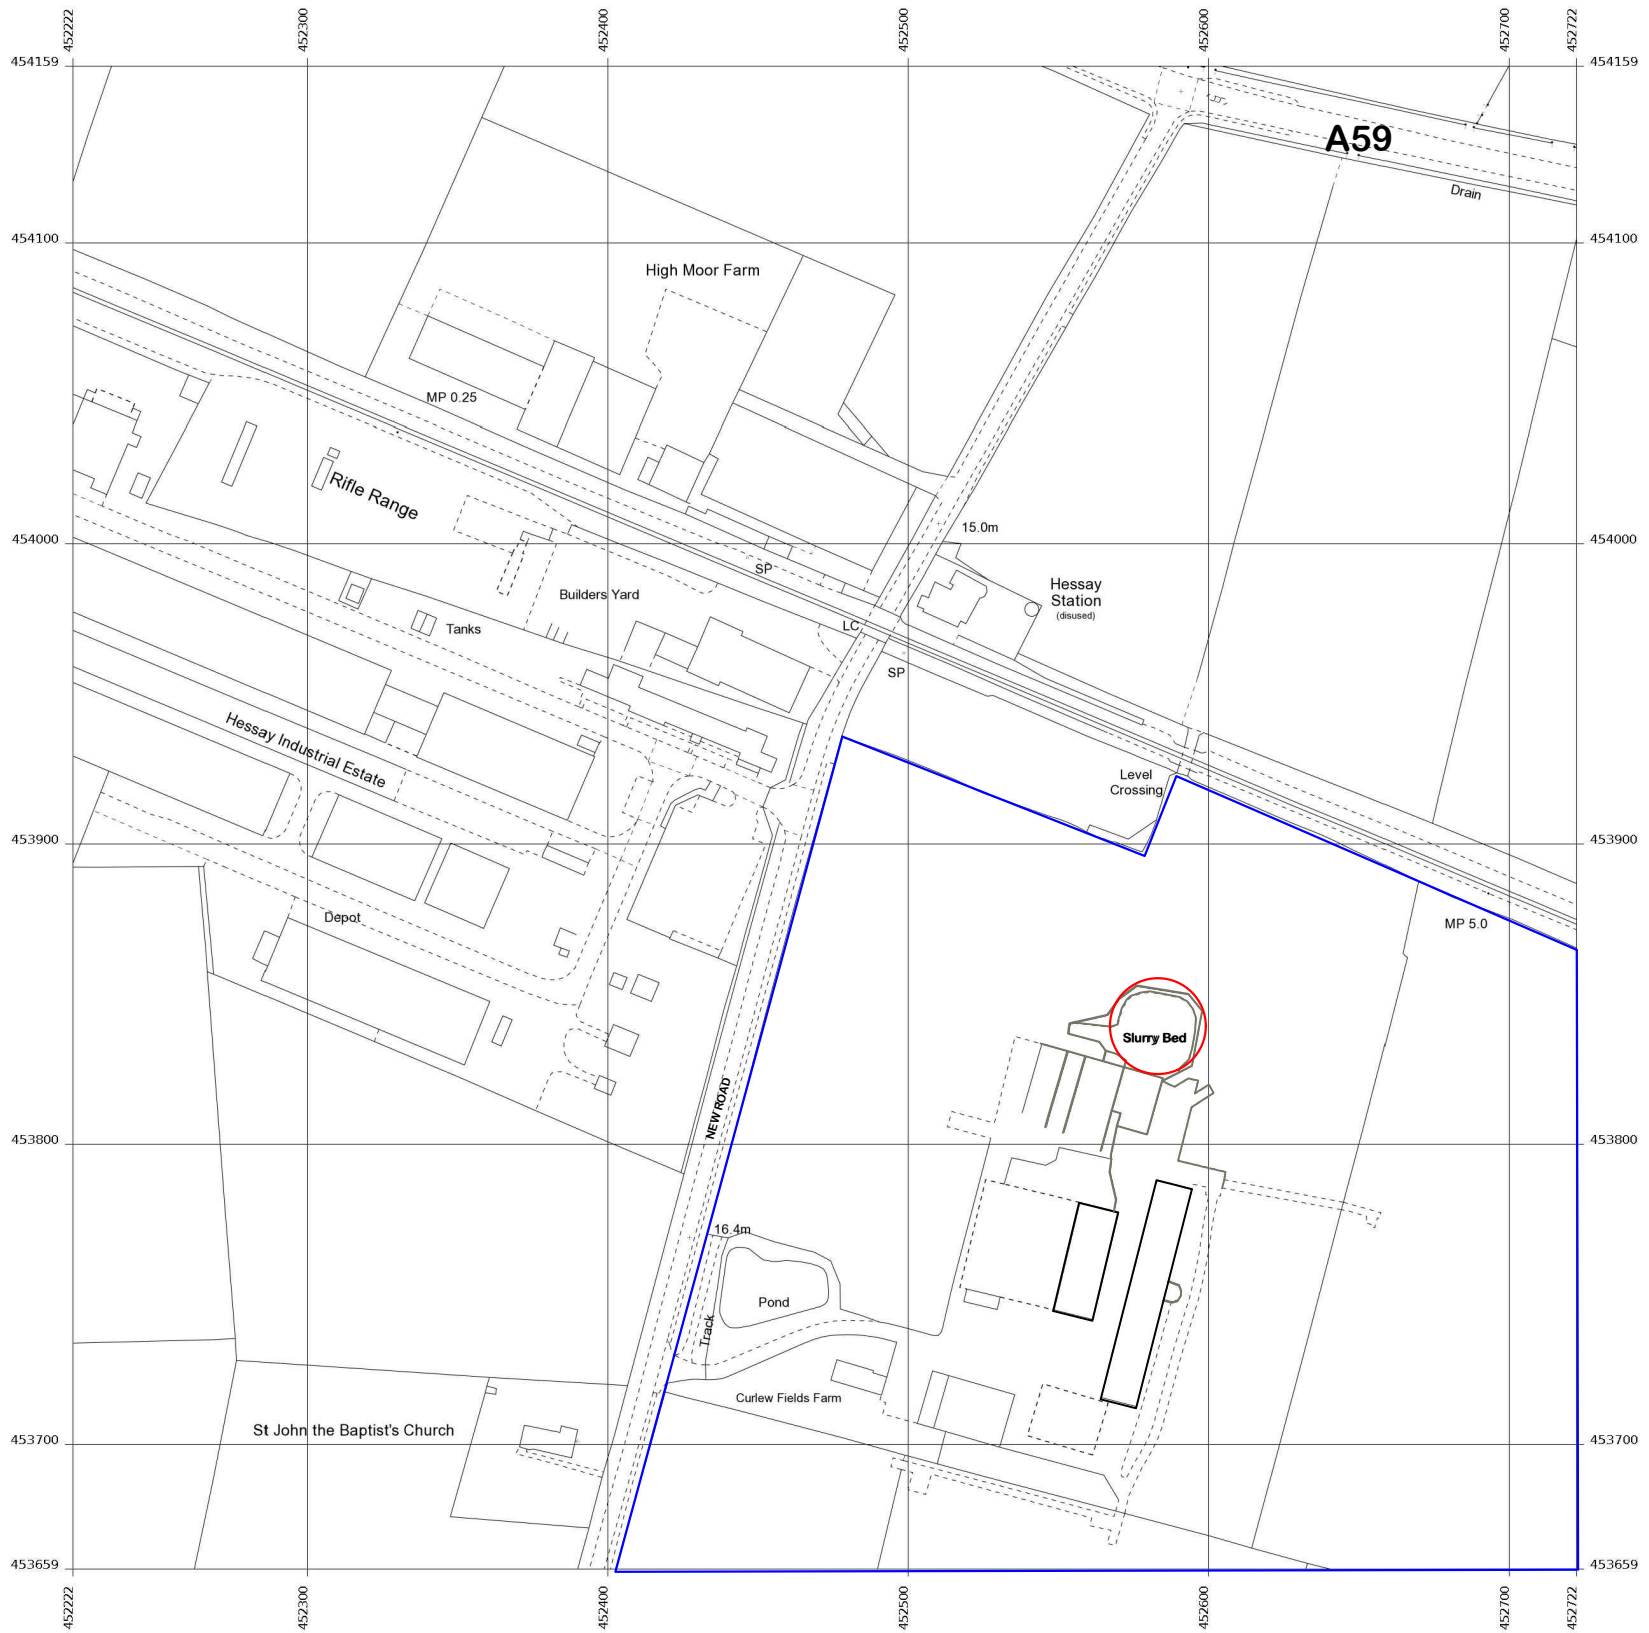 452222
452300
452400
452500
452600
452700
452722
454159
454159
A59
Drain
454100
454100
High Moor Farm
MP 0.25
Rifle Range
15.0m
454000
454000
SP
Hessay
Station
(disused)
Builders Yard
LC
Tanks
SP
Hessay Industrial Estate
Level
Crossing
453900
453900
Depot
MP 5.0
Slurry Bed
NEW ROAD
453800
453800
16.4m
Pond
Track
Curlew Fields Farm
St John the Baptist's Church
453700
453700
453659
453659
452222
452300
452400
452500
452600
452700
452722